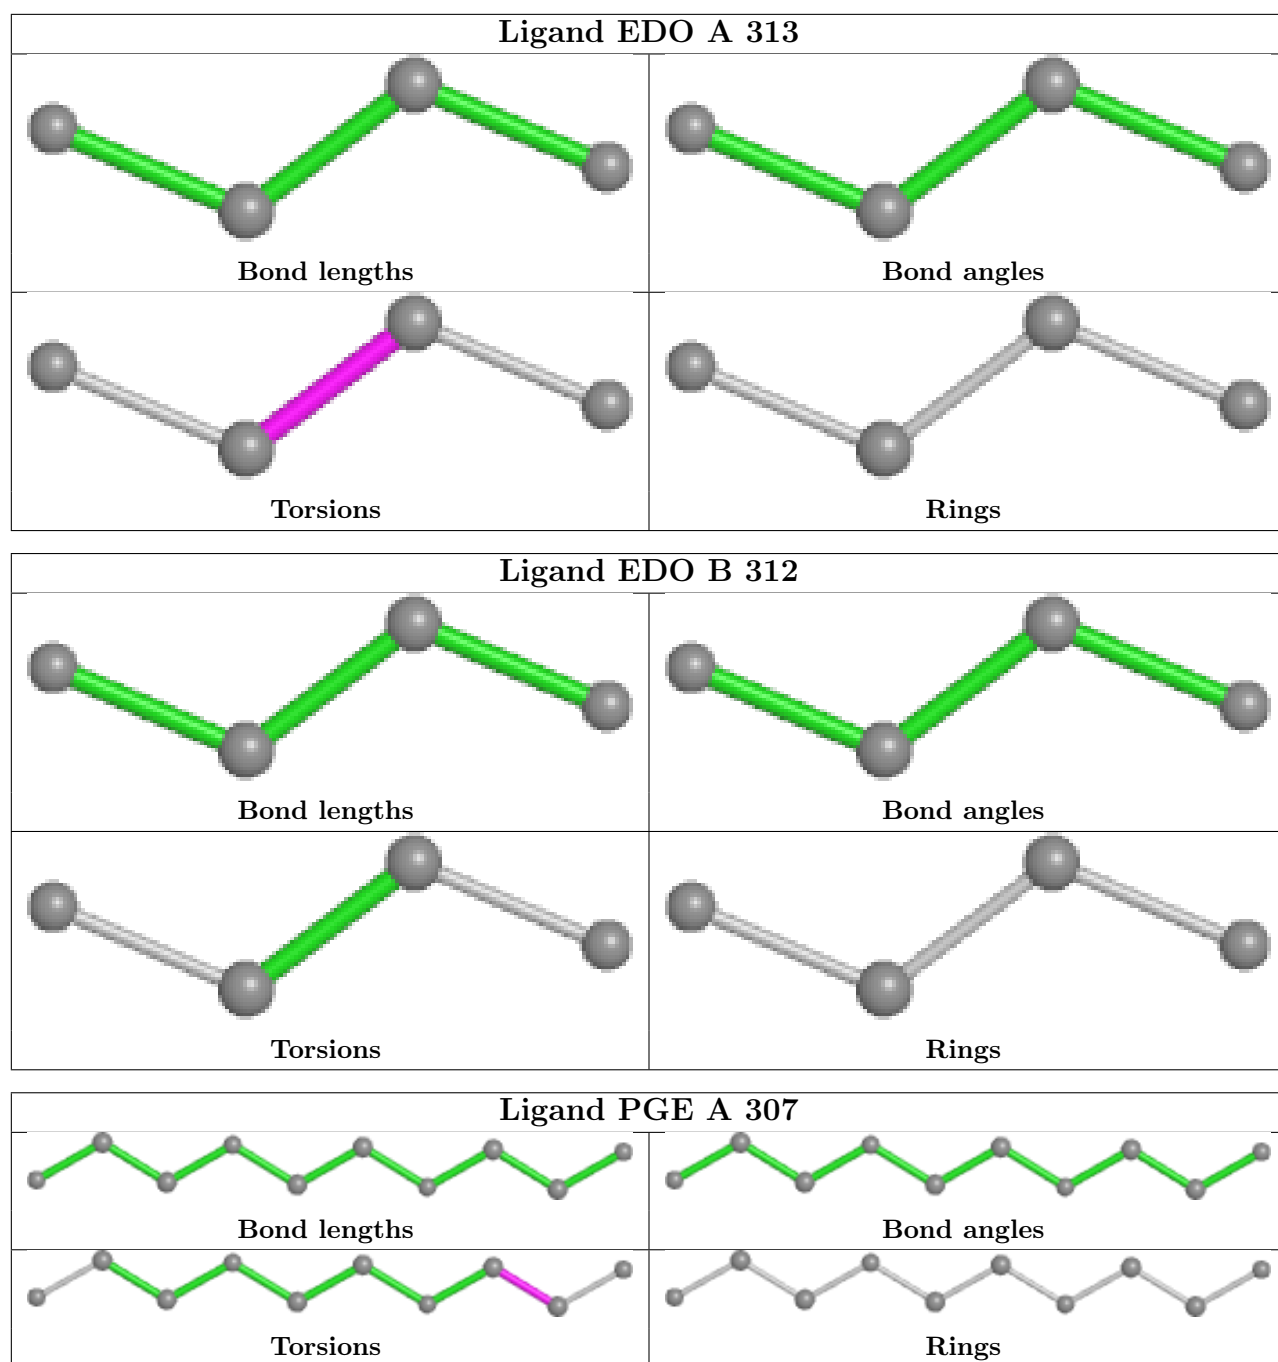 Ligand EDO A 313
Bond lengths
Bond angles
Torsions
Rings
Ligand EDO B 312
Bond lengths
Bond angles
Torsions
Rings
Ligand PGE A 307
Bond lengths
Bond angles
Torsions
Rings